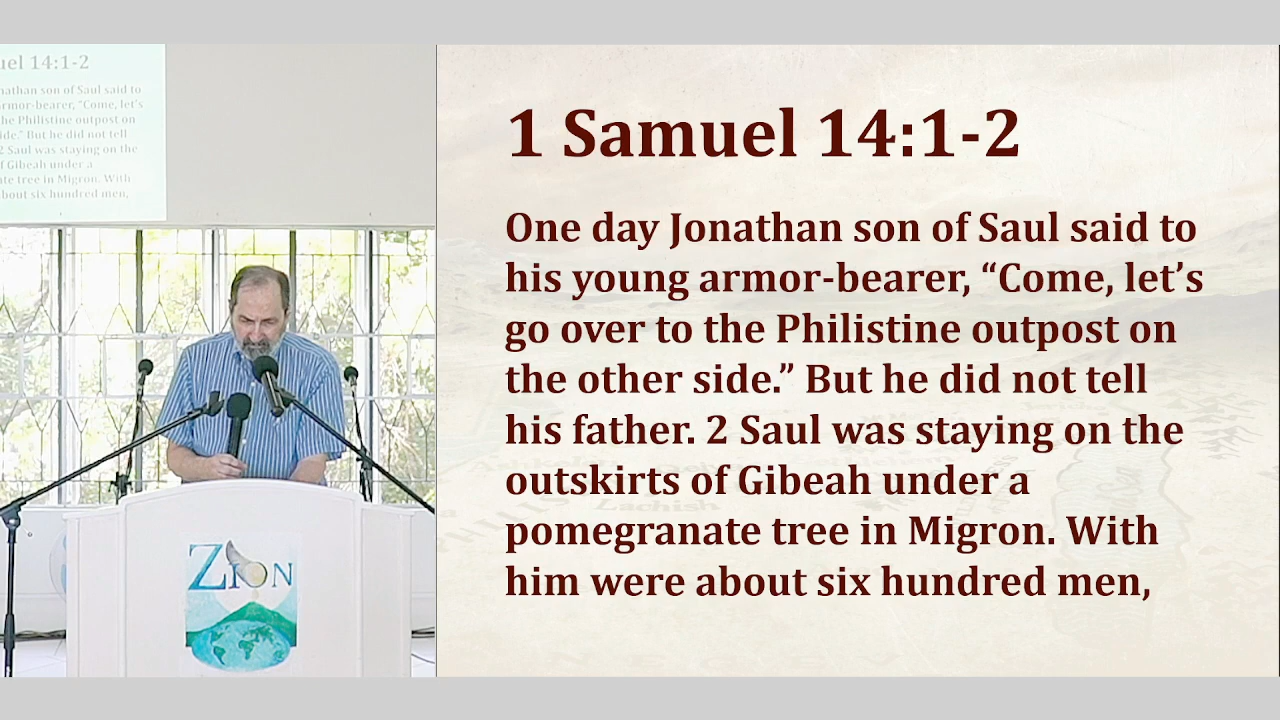 uel 14:1-2
nathan son of Saul said to
armor-bearer, “Come, let’s
he Philistine outpost on
ide.” But he did not tell
2 Saul was staying on the
f Gibeah under a
te tree in Migron. With
bout six hundred men,
ZION
1 Samuel 14:1-2
One day Jonathan son of Saul said to
his young armor-bearer, “Come, let’s
go over to the Philistine outpost on
the other side.” But he did not tell
his father. 2 Saul was staying on the
outskirts of Gibeah under a
pomegranate tree in Migron. With
him were about six hundred men,
Lachish